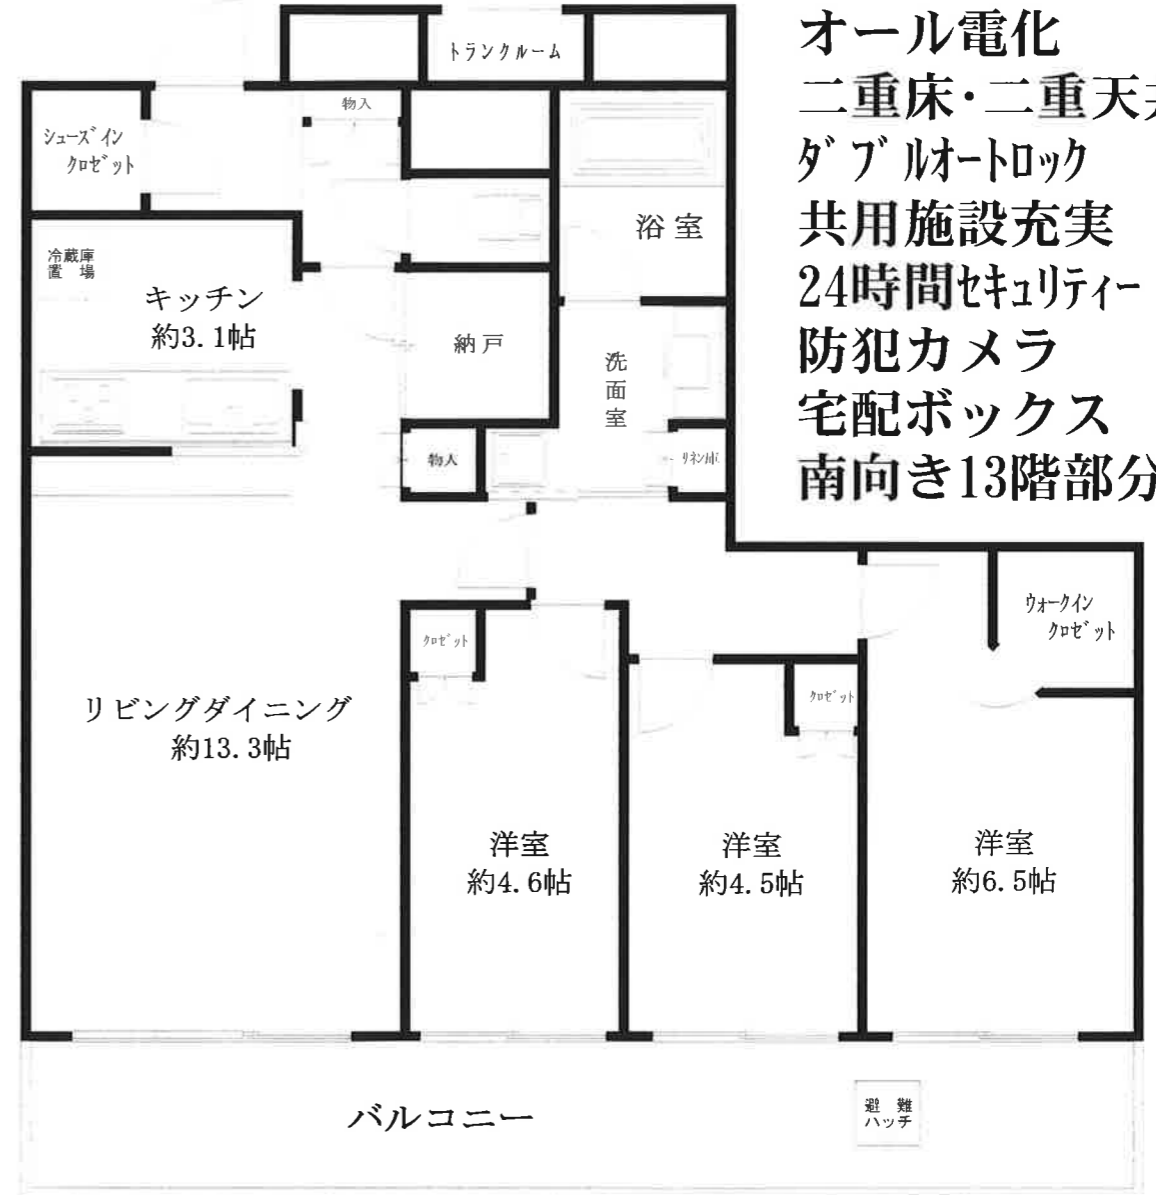 トランクルーム
オール電化
二重床・二重天井
ダブルオートロック
共用施設充実
24時間セキュリティー
防犯カメラ
宅配ボックス
南向き13階部分
物入
シューズイン
クロゼット
浴室
冷蔵庫
置場
キッチン
約3.1帖
納戸
洗面室
物入
リネン庫
ウォークイン
クロゼット
クロゼット
クロゼット
リビングダイニング
約13.3帖
洋室
約4.6帖
洋室
約4.5帖
洋室
約6.5帖
バルコニー
避難
ハッチ